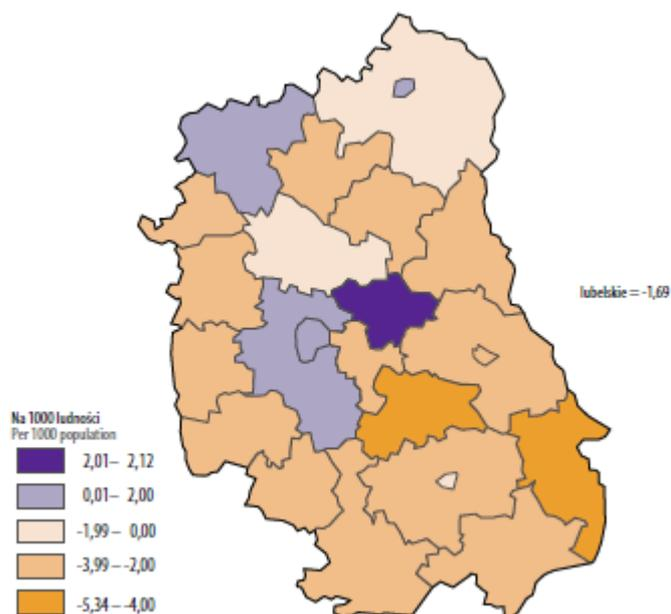 lubelskie = -1,69
Na 1000 ludności
Per 1000 population
2,01– 2,12
0,01– 2,00
-1,99 – 0,00
-3,99 – -2,00
-5,34 – -4,00